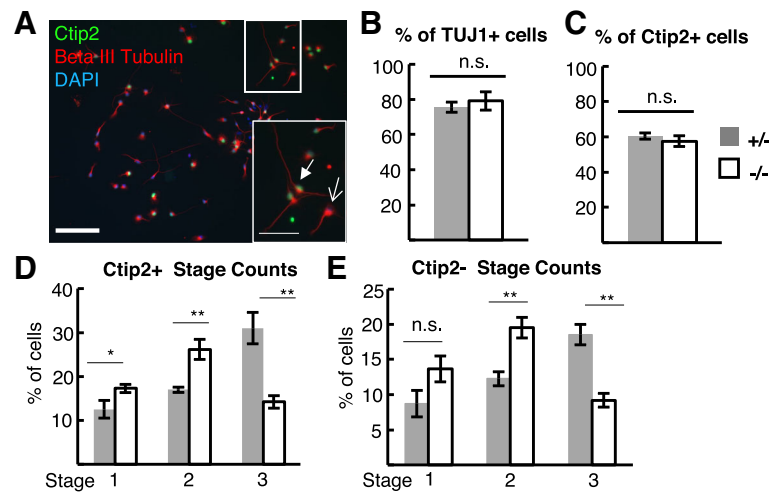 A
Ctip2
Beta-III Tubulin
DAPI
B
% of TUJ1+ cells
n.s.
100
80
60
40
20
C
% of Ctip2+ cells
n.s.
100
80
60
40
20
+/-
-/-
D
Ctip2+ Stage Counts
% of cells
40
30
20
10
*
**
**
Stage 1 2 3
E
Ctip2- Stage Counts
% of cells
25
20
15
10
5
n.s.
**
**
Stage 1 2 3